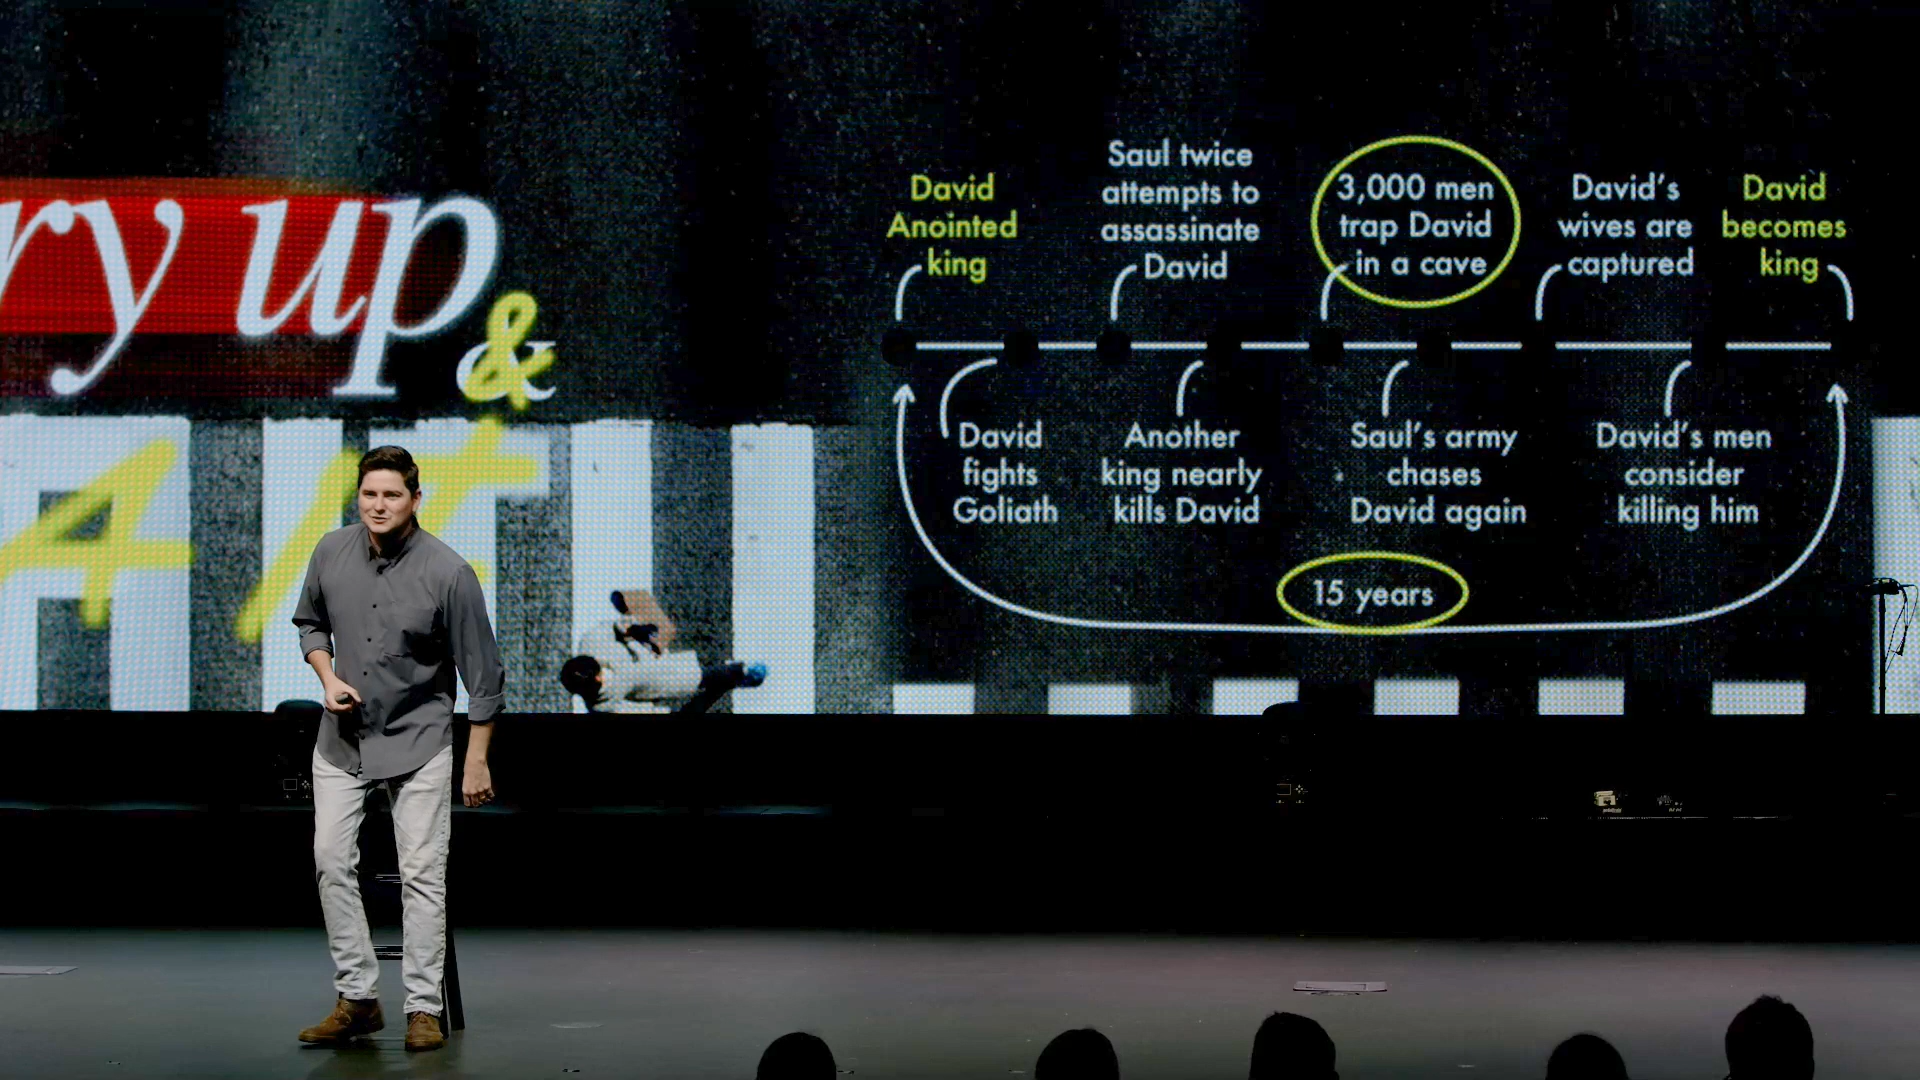 ry up
&
&
David
Anointed
king
Saul twice
attempts to
assassinate
David
3,000 men
trap David
in a cave
David's
wives are
captured
David
becomes
king
David
fights
Goliath
Another
king nearly
kills David
Saul's army
chases
David again
David's men
consider
killing him
15 years